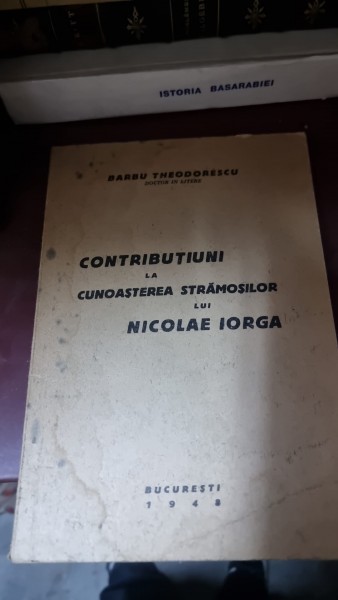 ISTORIA BASARABIEI
BARBU THEODORESCU
DOCTOR IN LITERE
CONTRIBUȚIUNI
LA
CUNOAȘTEREA STRĂMOȘILOR
LUI
NICOLAE IORGA
BUCUREȘTI
1948